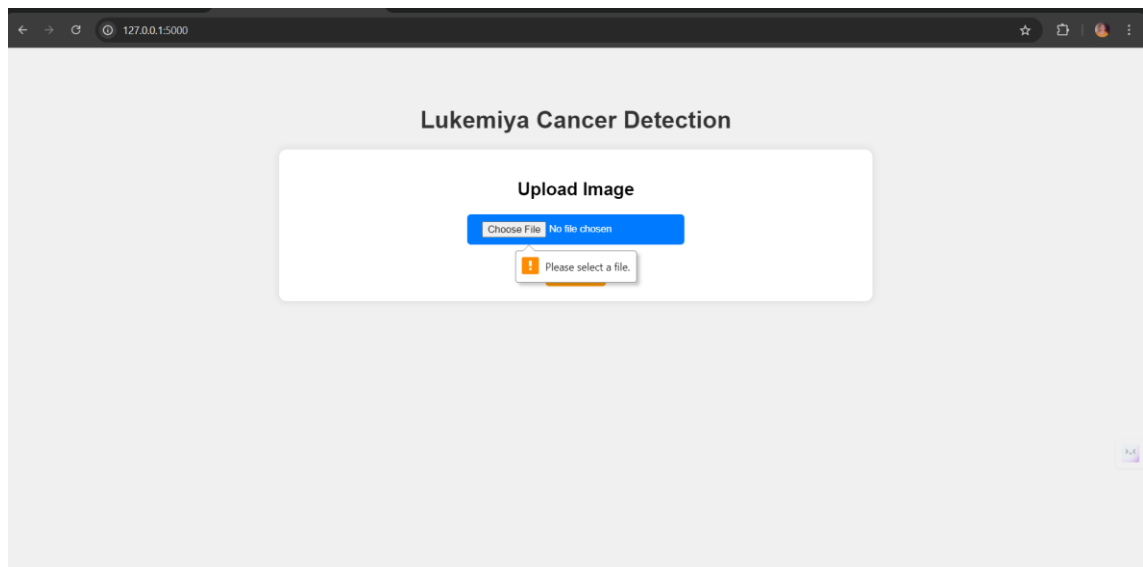 127.0.0.1:5000
Lukemiya Cancer Detection
Upload Image
Choose File No file chosen
Please select a file.